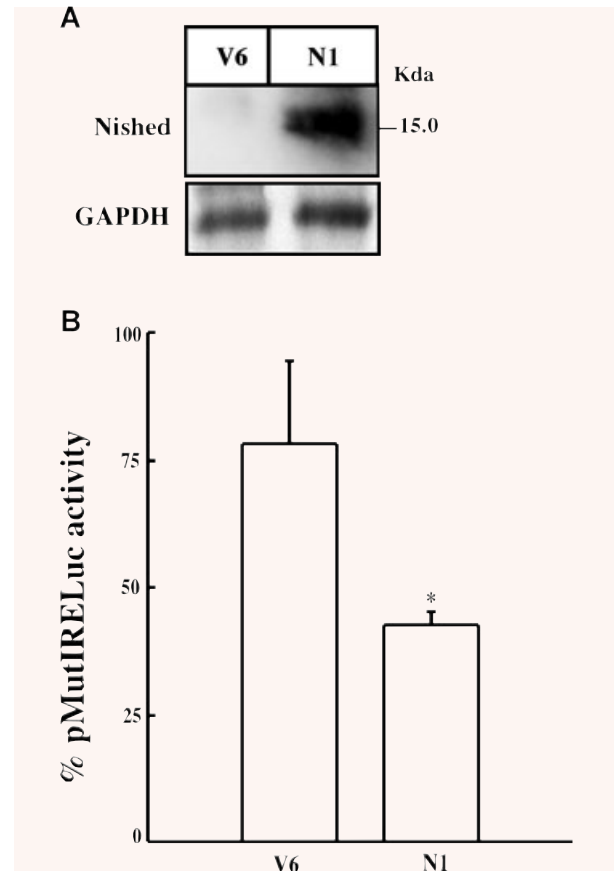 A
V6 N1
Kda
Nished 15.0
GAPDH
B
100
75
50
25
0
% pMutIRELuc activity
*
V6 N1